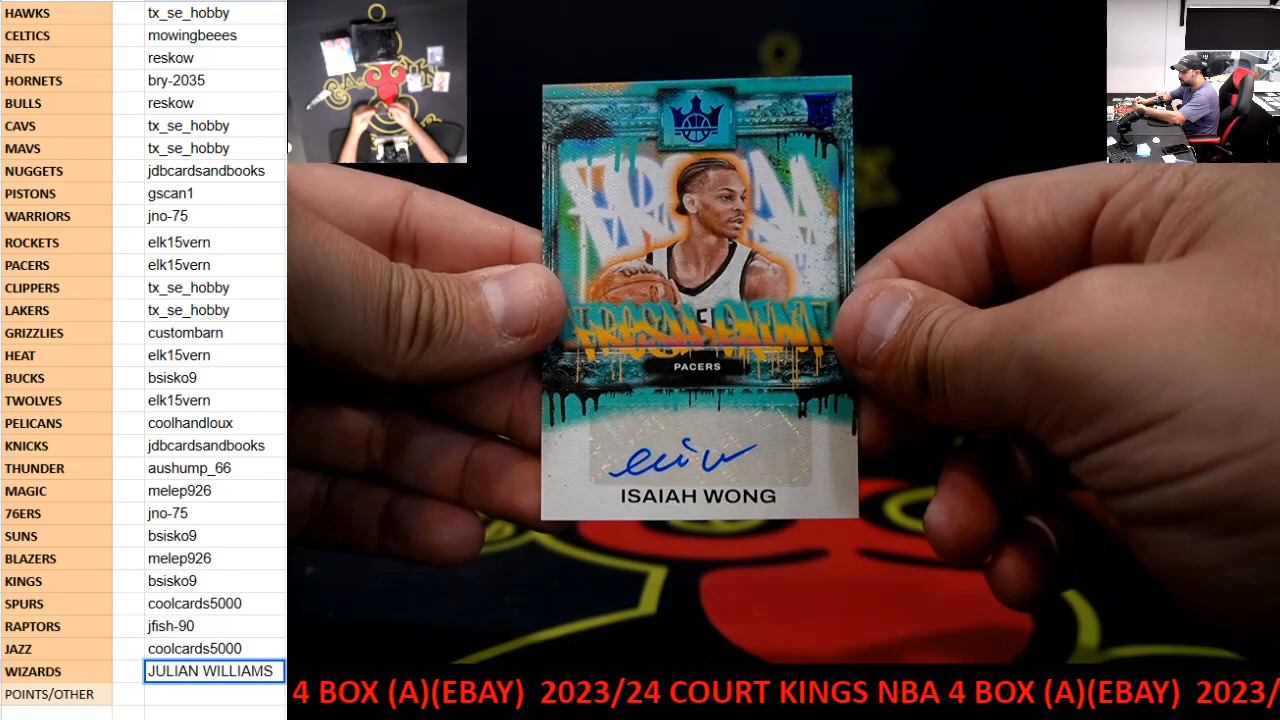 HAWKS tx_se_hobby
CELTICS mowingbeees
NETS reskow
HORNETS bry-2035
BULLS reskow
CAVS tx_se_hobby
MAVS tx_se_hobby
NUGGETS jdbcardsandbooks
PISTONS gscan1
WARRIORS jno-75
ROCKETS elk15vern
PACERS elk15vern
CLIPPERS tx_se_hobby
LAKERS tx_se_hobby
GRIZZLIES custombarn
HEAT elk15vern
BUCKS bsisko9
TWOLVES elk15vern
PELICANS coolhandloux
KNICKS jdbcardsandbooks
THUNDER aushump_66
MAGIC melep926
76ERS jno-75
SUNS bsisko9
BLAZERS melep926
KINGS bsisko9
SPURS coolcards5000
RAPTORS jfish-90
JAZZ coolcards5000
WIZARDS JULIAN WILLIAMS
POINTS/OTHER
PACERS
ISAIAH WONG
4 BOX (A)(EBAY) 2023/24 COURT KINGS NBA 4 BOX (A)(EBAY) 2023/